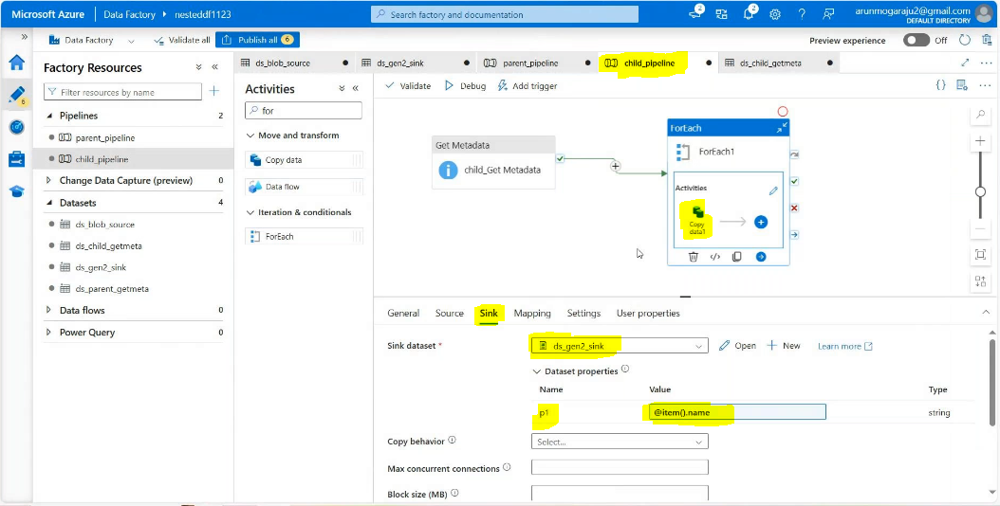 Microsoft Azure | Data Factory ▸ nesteddf1123
Search factory and documentation
2
2
arunmogaraju2@gmail.com
DEFAULT DIRECTORY
»
Data Factory
Validate all
Publish all 6
Preview experience
Off
Factory Resources
Filter resources by name
Pipelines 2
parent_pipeline
child_pipeline
Change Data Capture (preview) 0
Datasets 4
ds_blob_source
ds_child_getmeta
ds_gen2_sink
ds_parent_getmeta
Data flows 0
Power Query 0
6
ds_blob_source
ds_gen2_sink
parent_pipeline
child_pipeline
ds_child_getmeta
Activities
for
Move and transform
Copy data
Data flow
Iteration & conditionals
ForEach
Validate
Debug
Add trigger
Get Metadata
child_Get Metadata
ForEach
ForEach1
Activities
Copy
data1
General Source Sink Mapping Settings User properties
Sink dataset *
ds_gen2_sink
Open
New
Learn more
Dataset properties
Name Value Type
p1 @item().name string
Copy behavior
Select...
Max concurrent connections
Block size (MB)